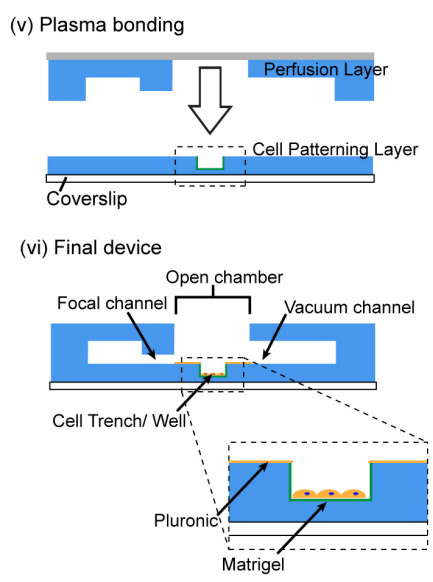 (v) Plasma bonding
Perfusion Layer
Cell Patterning Layer
Coverslip
(vi) Final device
Open chamber
Focal channel
Vacuum channel
Cell Trench/ Well
Pluronic
Matrigel